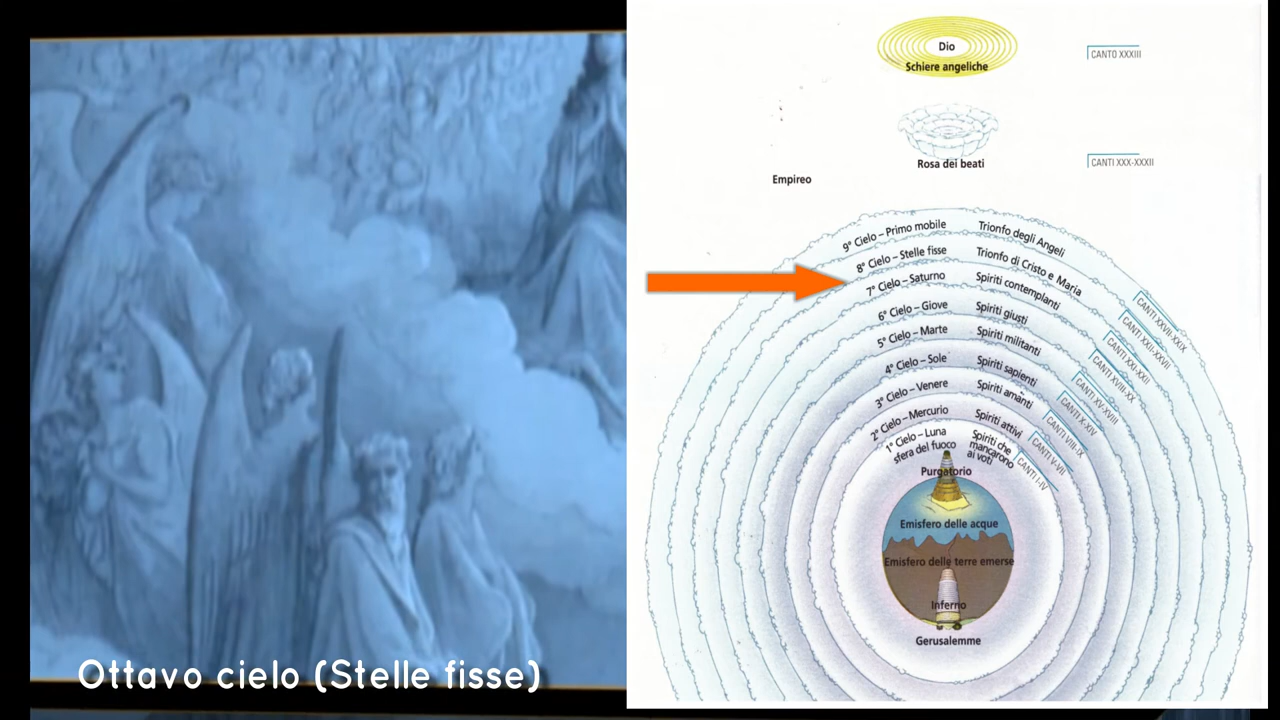 Dio
Schiere angeliche
CANTO XXXIII
Rosa dei beati
CANTI XXX-XXXII
Empireo
9° Cielo – Primo mobile Trionfo degli Angeli
8° Cielo – Stelle fisse Trionfo di Cristo e Maria
7° Cielo – Saturno Spiriti contemplanti
6° Cielo – Giove Spiriti giusti
5° Cielo – Marte Spiriti militanti
4° Cielo – Sole Spiriti sapienti
3° Cielo – Venere Spiriti amanti
2° Cielo – Mercurio Spiriti attivi
1° Cielo – Luna
sfera del fuoco
Spiriti che
mancarono
ai voti
CANTI XXVII-XXIX
CANTI XXII-XXVII
CANTI XXI-XXII
CANTI XVIII-XX
CANTI XV-XVIII
CANTI X-XIV
CANTI VIII-IX
CANTI V-VII
CANTI I-IV
Purgatorio
Emisfero delle acque
Emisfero delle terre emerse
Inferno
Gerusalemme
Ottavo cielo (Stelle fisse)